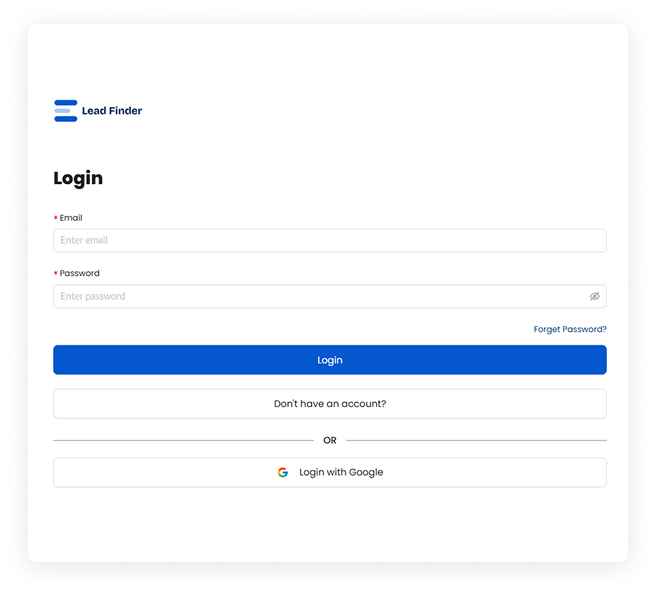 Lead Finder
Login
* Email
Enter email
* Password
Enter password
Forget Password?
Login
Don't have an account?
OR
Login with Google